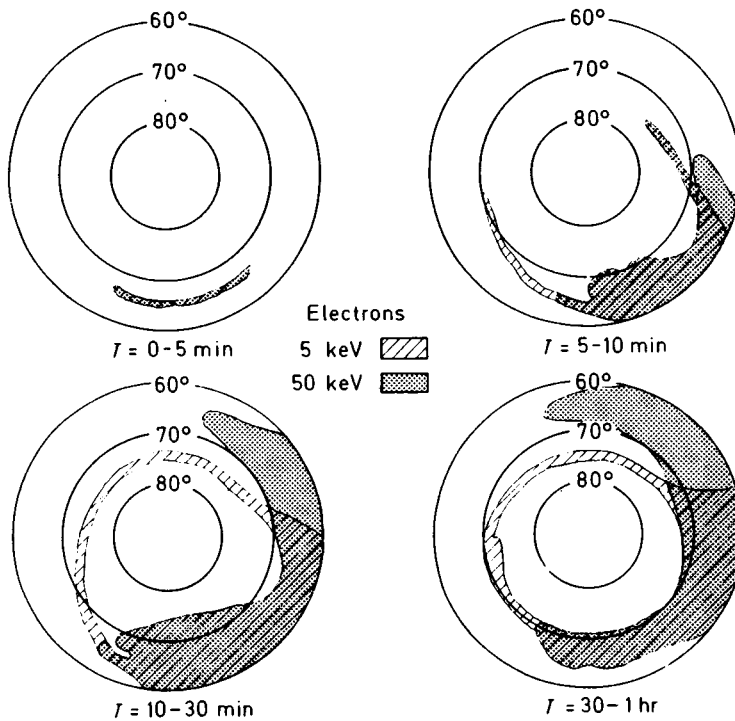 60°
70°
80°
T = 0-5 min
60°
70°
80°
T = 5-10 min
Electrons
5 keV
50 keV
60°
70°
80°
T = 10-30 min
60°
70°
80°
T = 30-1 hr